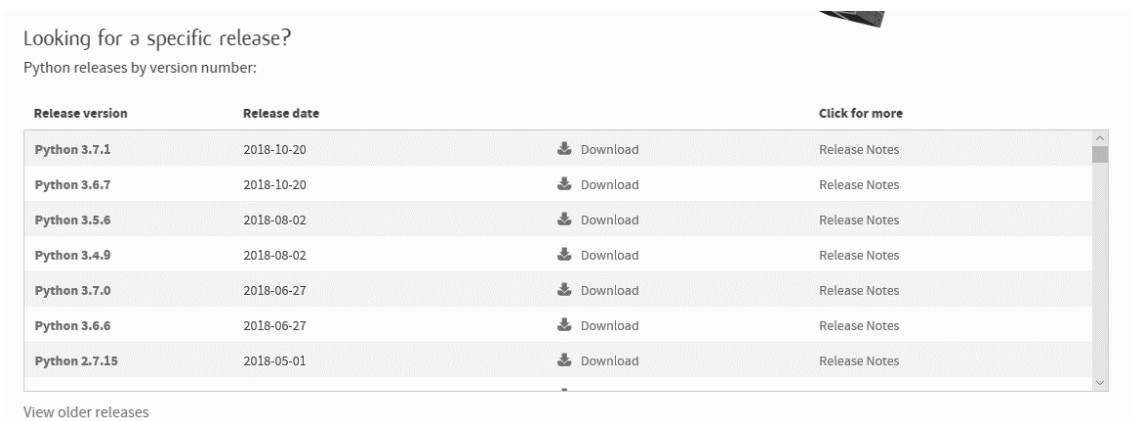 Looking for a specific release?
Python releases by version number:
Release version Release date Click for more
Python 3.7.1 2018-10-20 Download Release Notes
Python 3.6.7 2018-10-20 Download Release Notes
Python 3.5.6 2018-08-02 Download Release Notes
Python 3.4.9 2018-08-02 Download Release Notes
Python 3.7.0 2018-06-27 Download Release Notes
Python 3.6.6 2018-06-27 Download Release Notes
Python 2.7.15 2018-05-01 Download Release Notes
View older releases